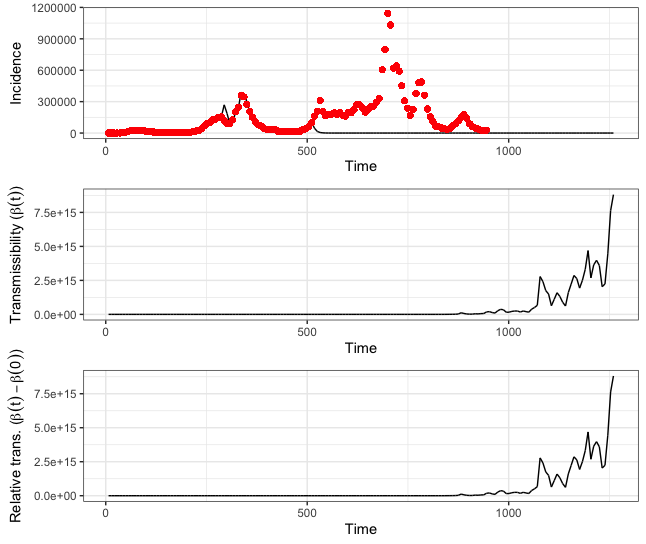 Incidence
1200000
900000
600000
300000
0
0
500
1000
Time
Transmissibility (β(t))
7.5e+15
5.0e+15
2.5e+15
0.0e+00
0
500
1000
Time
Relative trans. (β(t) − β(0))
7.5e+15
5.0e+15
2.5e+15
0.0e+00
0
500
1000
Time